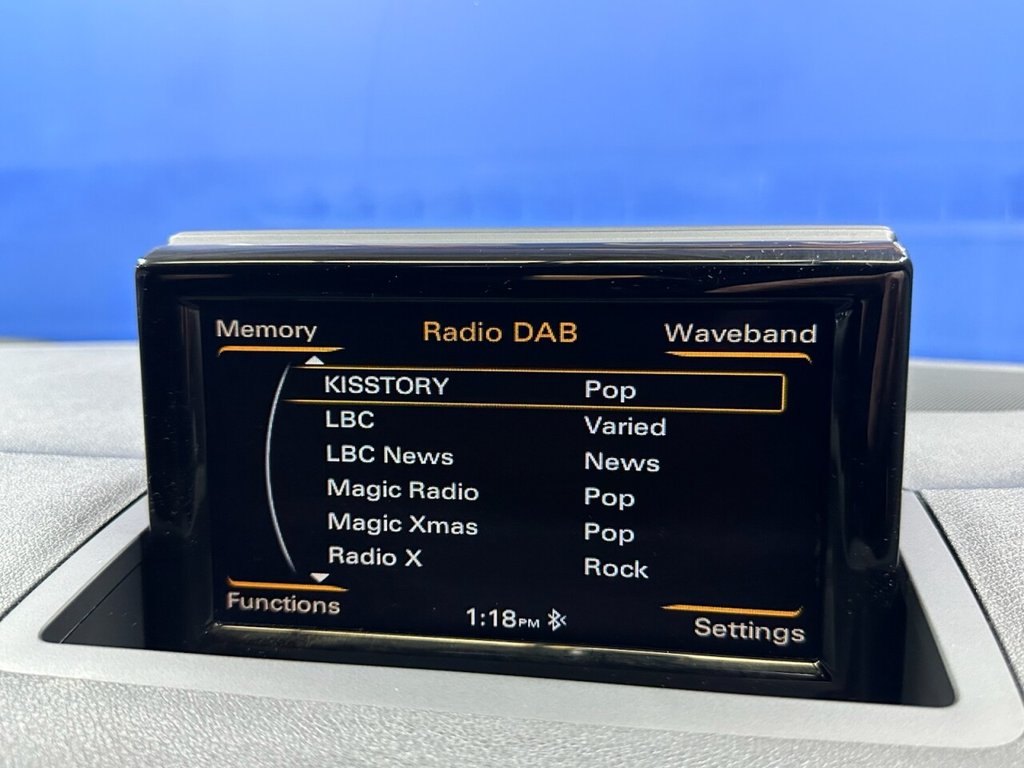 Memory Radio DAB Waveband
KISSTORY Pop
LBC Varied
LBC News News
Magic Radio Pop
Magic Xmas Pop
Radio X Rock
Functions 1:18PM Settings